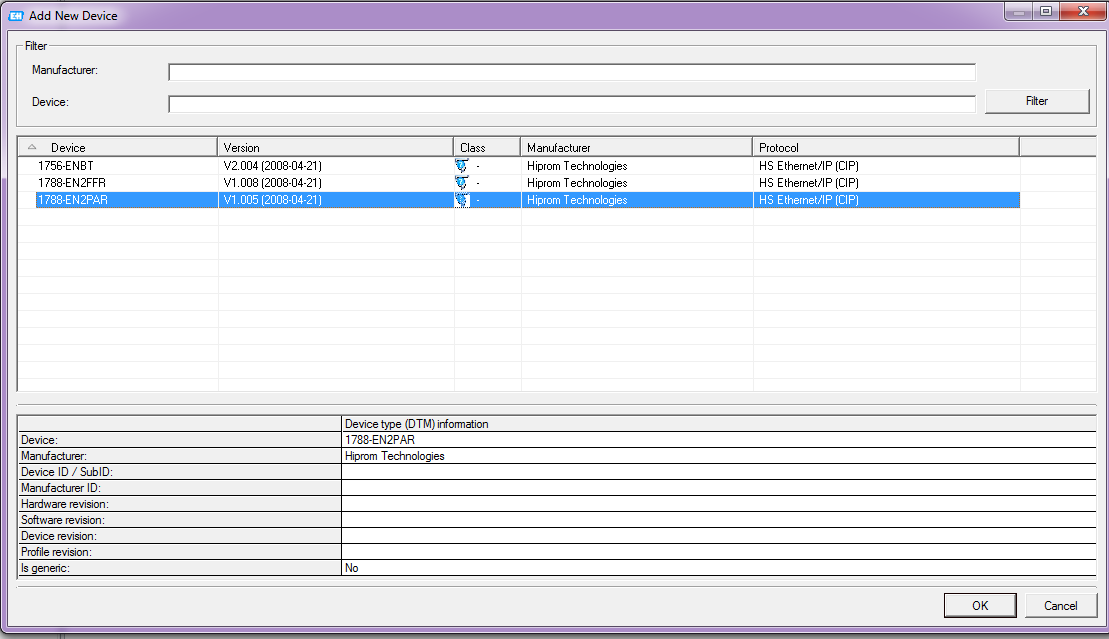 Add New Device
Filter
Manufacturer:
Device:
Filter
Device Version Class Manufacturer Protocol
1756-ENBT V2.004 (2008-04-21) - Hiprom Technologies HS Ethernet/IP (CIP)
1788-EN2FFR V1.008 (2008-04-21) - Hiprom Technologies HS Ethernet/IP (CIP)
1788-EN2PAR V1.005 (2008-04-21) - Hiprom Technologies HS Ethernet/IP (CIP)
Device type (DTM) information
Device: 1788-EN2PAR
Manufacturer: Hiprom Technologies
Device ID / SubID:
Manufacturer ID:
Hardware revision:
Software revision:
Device revision:
Profile revision:
Is generic: No
OK Cancel